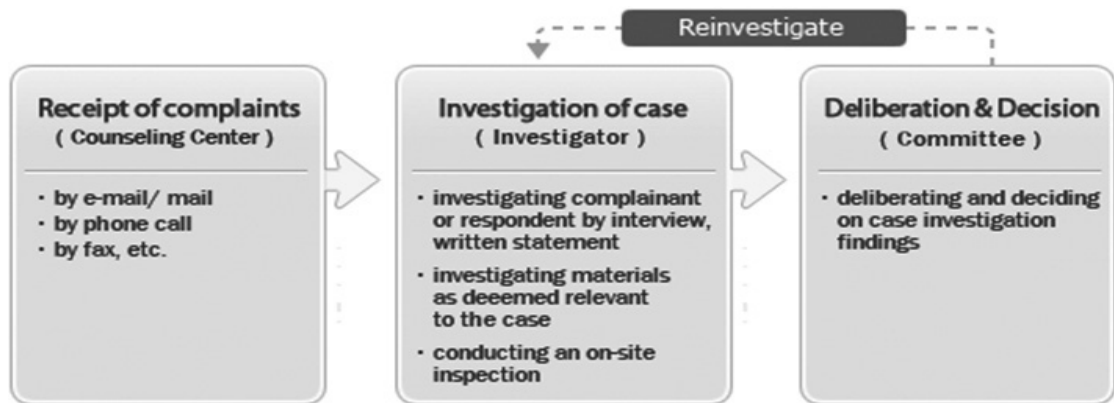 Reinvestigate
Receipt of complaints
( Counseling Center )
· by e-mail/ mail
· by phone call
· by fax, etc.
Investigation of case
( Investigator )
· investigating complainant
or respondent by interview,
written statement
· investigating materials
as deeemed relevant
to the case
· conducting an on-site
inspection
Deliberation & Decision
( Committee )
· deliberating and deciding
on case investigation
findings